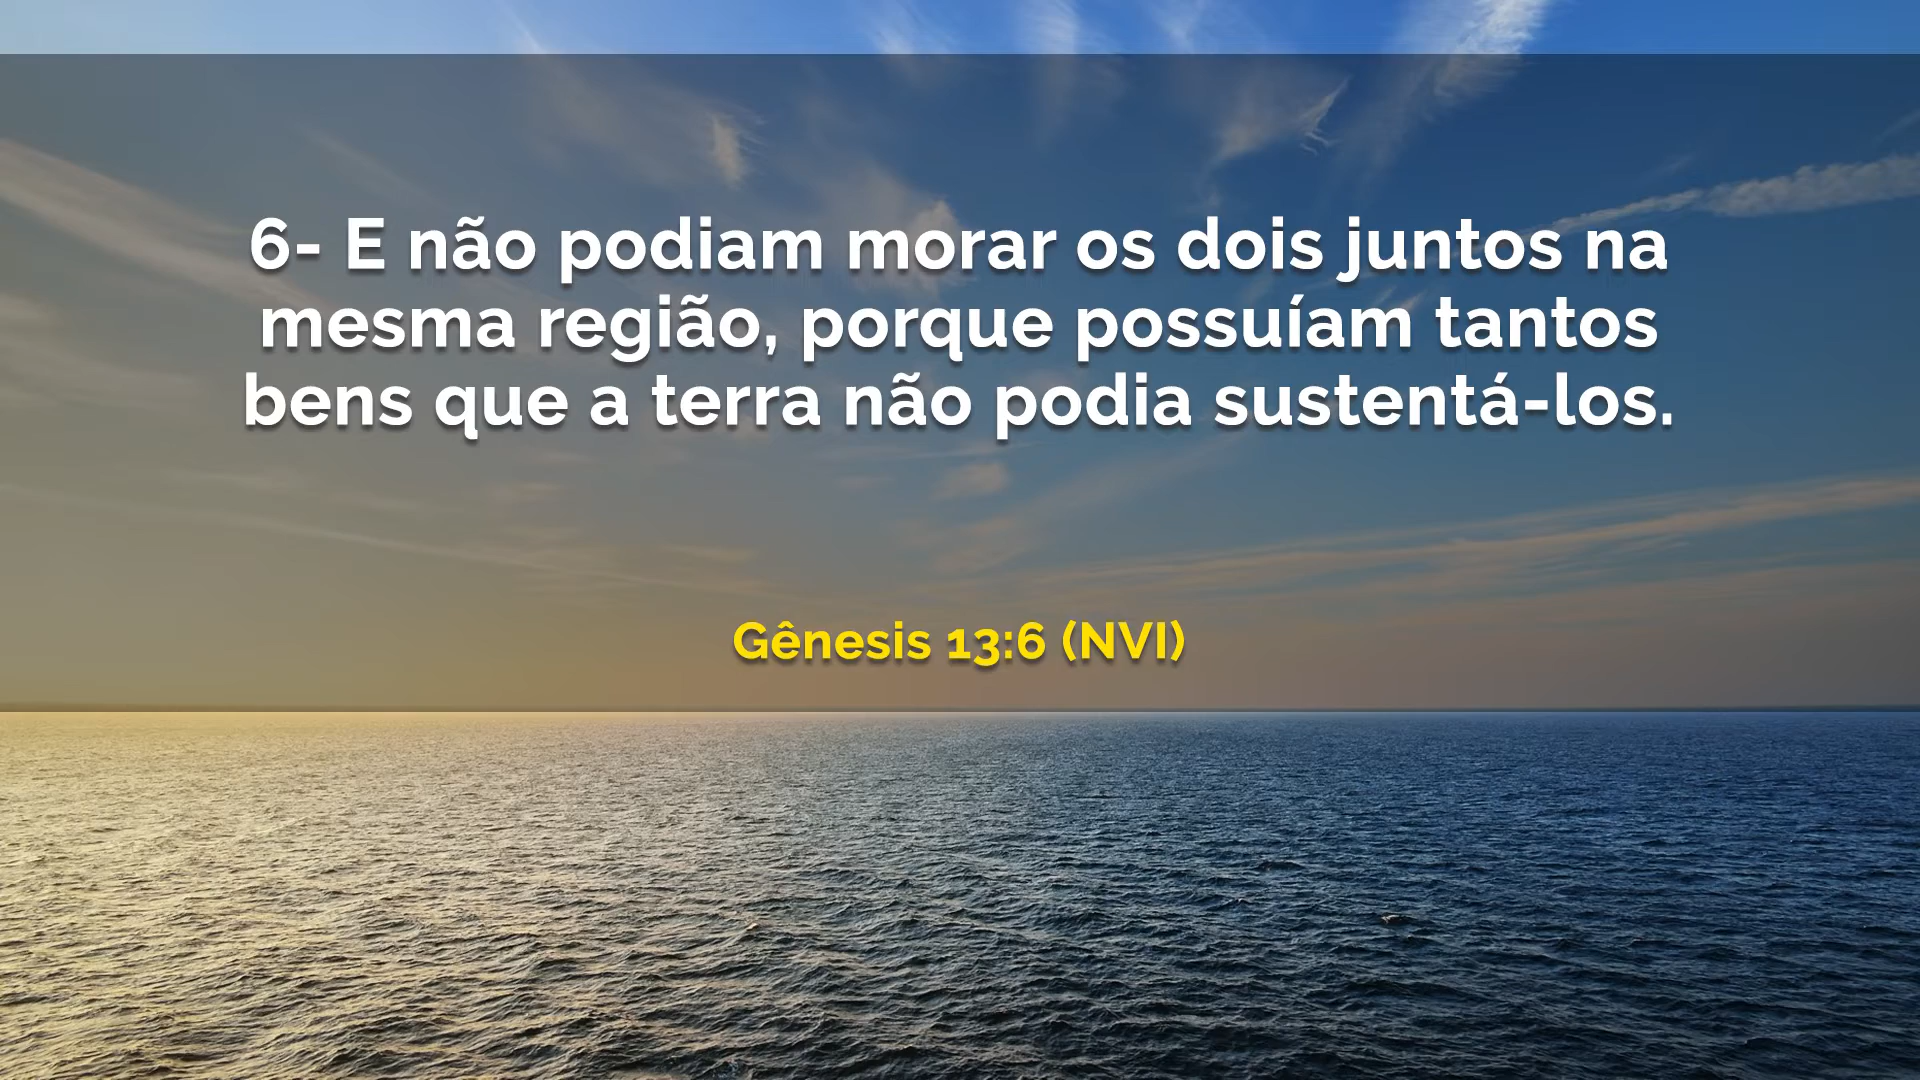 6- E não podiam morar os dois juntos na
mesma região, porque possuíam tantos
bens que a terra não podia sustentá-los.
Gênesis 13:6 (NVI)